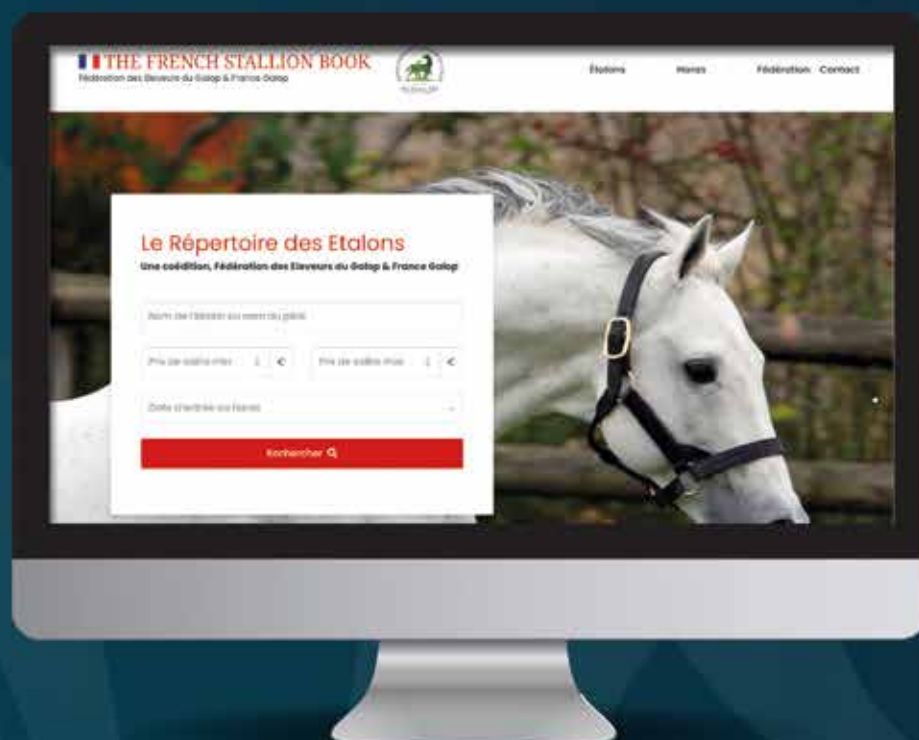 THE FRENCH STALLION BOOK
Fédération des Eleveurs du Galop & France Galop
Étalons Haras Fédération Contact
Le Répertoire des Etalons
Une coédition, Fédération des Eleveurs du Galop & France Galop
Nom de l'étalon ou nom du père
Prix de saillie min € Prix de saillie max €
Date d'entrée au haras
Rechercher